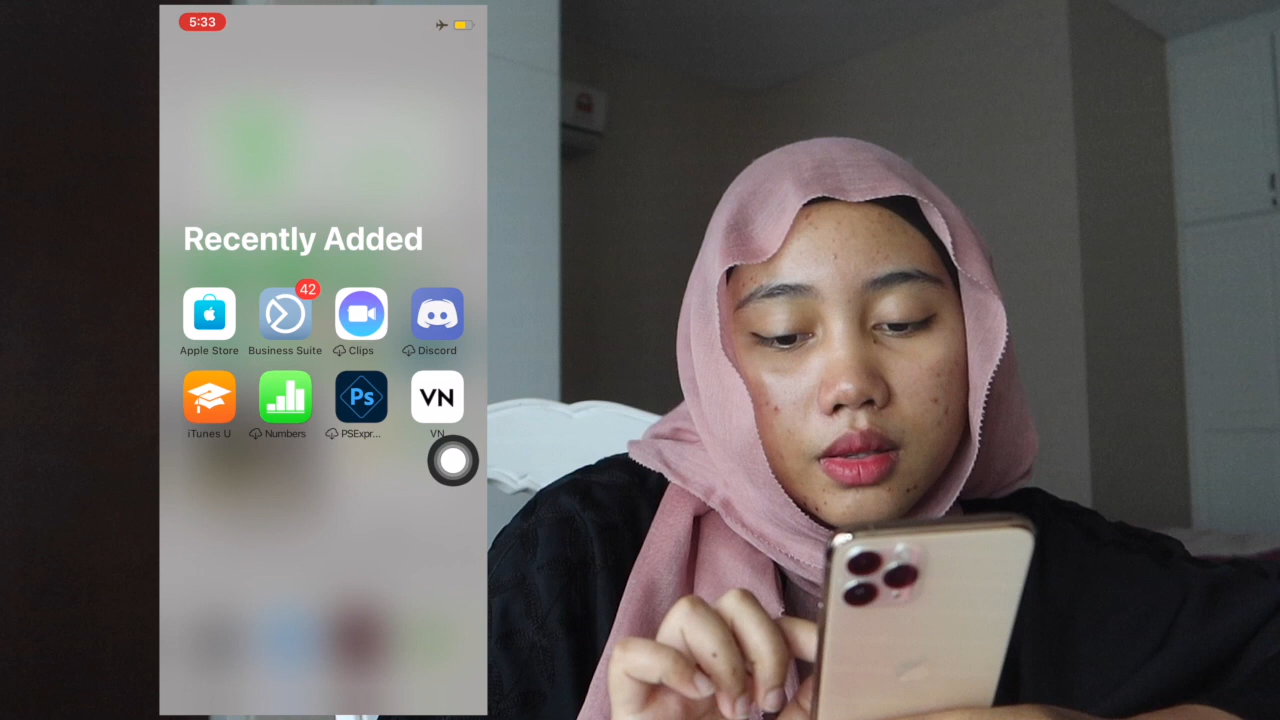 5:33
Recently Added
42
Apple Store Business Suite Clips Discord
Ps VN
iTunes U Numbers PSExpr... VN